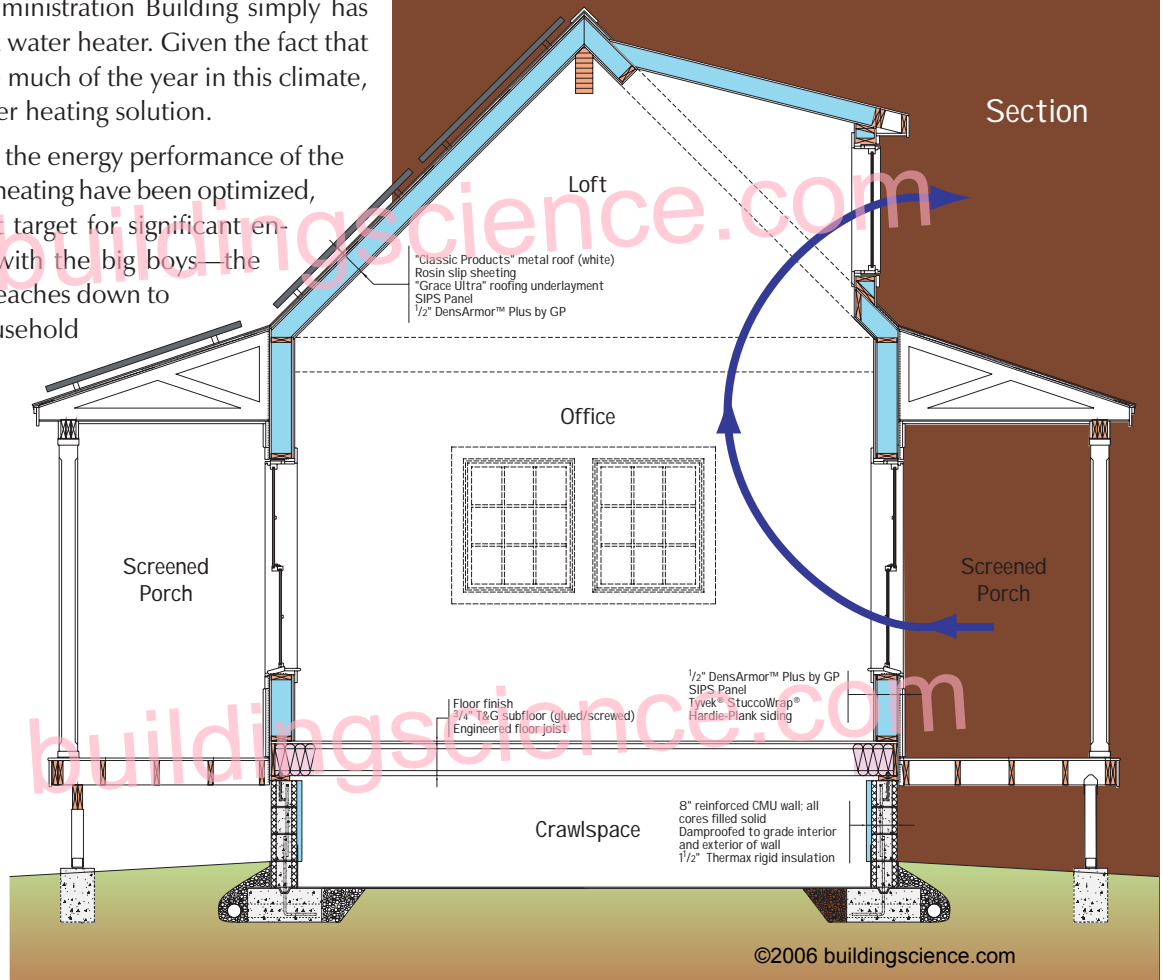 ministration Building simply has
water heater. Given the fact that
much of the year in this climate,
er heating solution.
the energy performance of the
heating have been optimized,
t target for significant en-
with the big boys—the
eaches down to
usehold
Section
Loft
"Classic Products" metal roof (white)
Rosin slip sheeting
"Grace Ultra" roofing underlayment
SIPS Panel
1/2" DensArmor™ Plus by GP
buildingscience.com
Office
Screened
Porch
Screened
Porch
1/2" DensArmor™ Plus by GP
SIPS Panel
Tyvek® StuccoWrap®
Hardie-Plank siding
Floor finish
3/4" T&G subfloor (glued/screwed)
Engineered floor joist
buildingscience.com
Crawlspace
8" reinforced CMU wall; all
cores filled solid
Damproofed to grade interior
and exterior of wall
1 1/2" Thermax rigid insulation
©2006 buildingscience.com